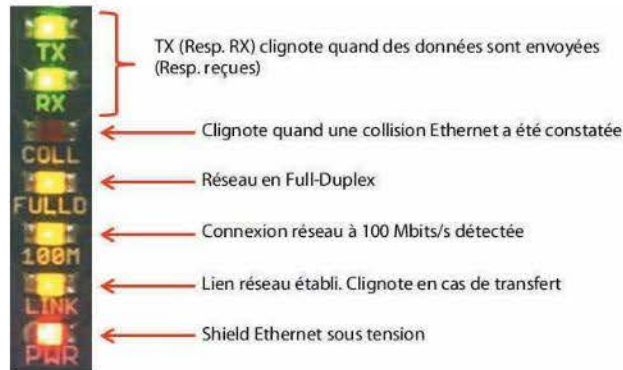 TX
TX (Resp. RX) clignote quand des données sont envoyées
(Resp. reçues)
RX
Clignote quand une collision Ethernet a été constatée
COLL
Réseau en Full-Duplex
FULLD
Connexion réseau à 100 Mbits/s détectée
100M
Lien réseau établi. Clignote en cas de transfert
LINK
Shield Ethernet sous tension
PWR